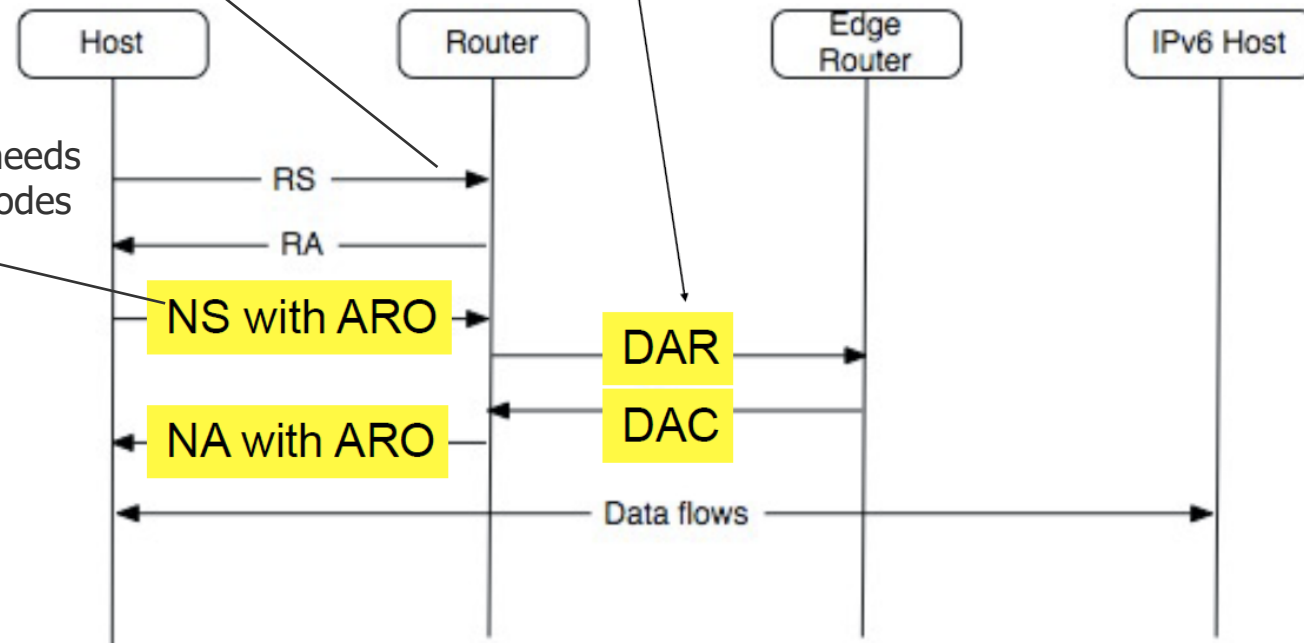 Host
Router
Edge
Router
IPv6 Host
needs
odes
RS
RA
NS with ARO
DAR
DAC
NA with ARO
Data flows